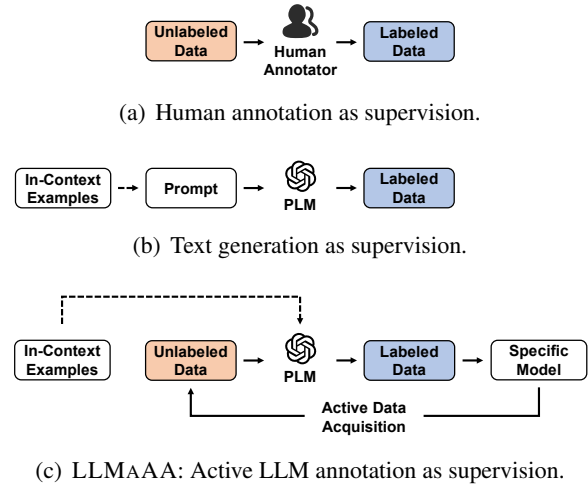 Unlabeled
Data
Human
Annotator
Labeled
Data
(a) Human annotation as supervision.
In-Context
Examples
Prompt
PLM
Labeled
Data
(b) Text generation as supervision.
In-Context
Examples
Unlabeled
Data
PLM
Labeled
Data
Specific
Model
Active Data
Acquisition
(c) LLMAAA: Active LLM annotation as supervision.